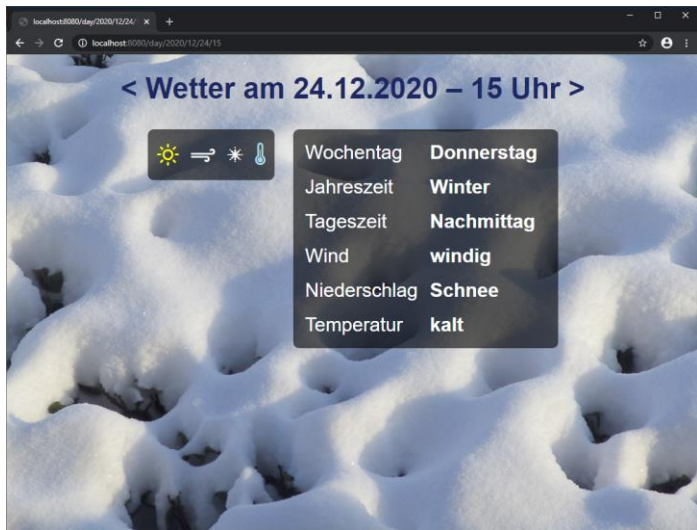 localhost:8080/day/2020/12/24/
localhost:8080/day/2020/12/24/15
< Wetter am 24.12.2020 – 15 Uhr >
Wochentag Donnerstag
Jahreszeit Winter
Tageszeit Nachmittag
Wind windig
Niederschlag Schnee
Temperatur kalt